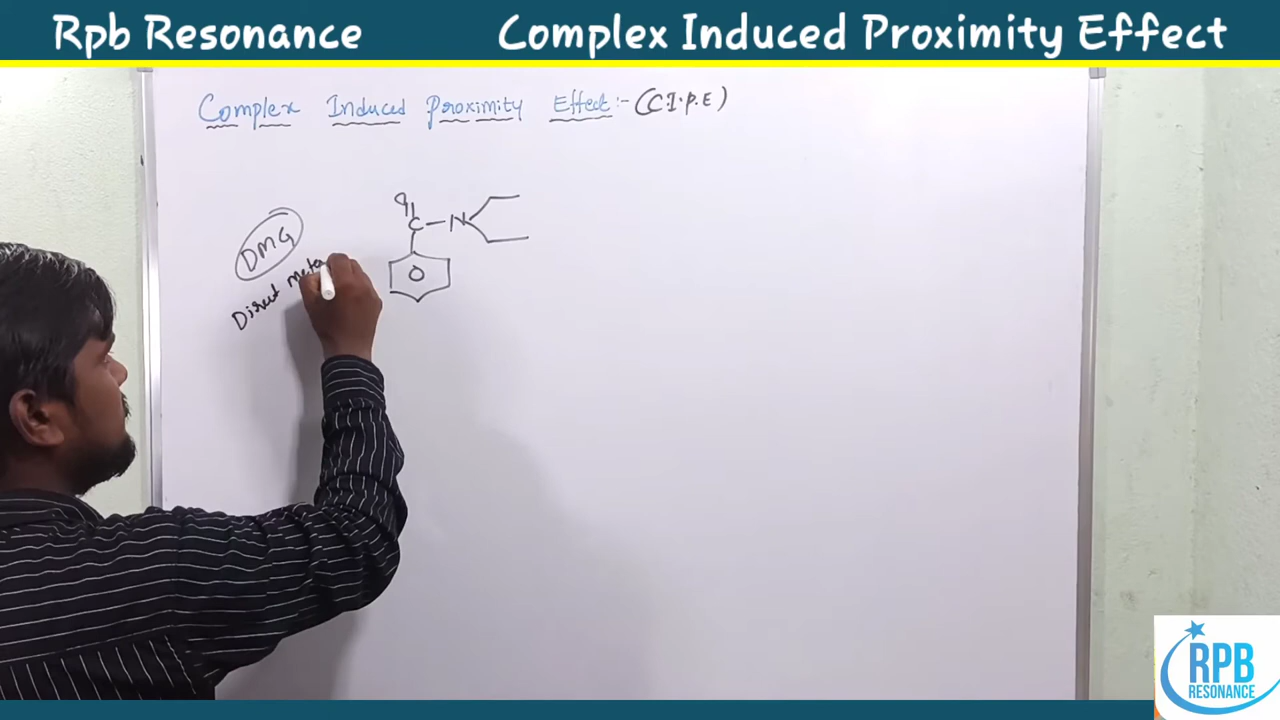 Rpb Resonance Complex Induced Proximity Effect
Complex Induced Proximity Effect:- (C.I.P.E)
O
C—N
DMG
Direct meta
RPB
RESONANCE